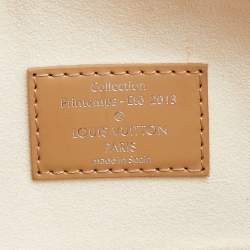 Collection
Printemps - Eté 2013
©
LOUIS VUITTON
PARIS
made in Spain